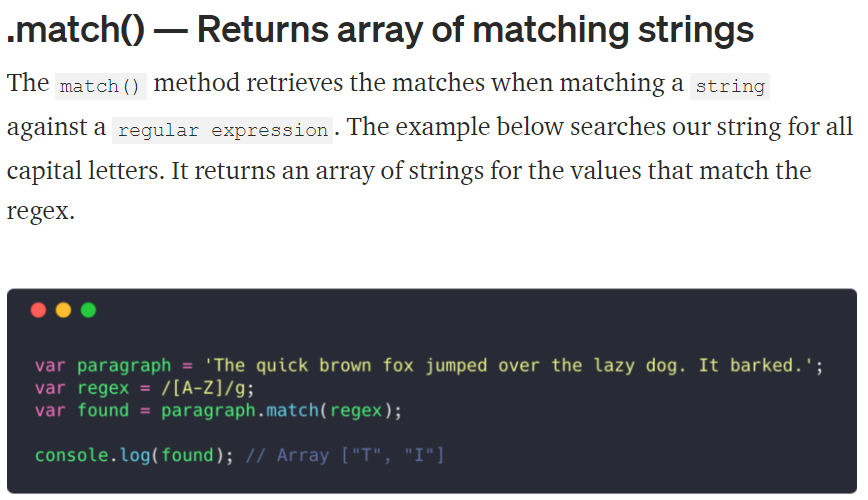 .match() — Returns array of matching strings
The match() method retrieves the matches when matching a string
against a regular expression. The example below searches our string for all
capital letters. It returns an array of strings for the values that match the
regex.
var paragraph = 'The quick brown fox jumped over the lazy dog. It barked.';
var regex = /[A-Z]/g;
var found = paragraph.match(regex);
console.log(found); // Array ["T", "I"]